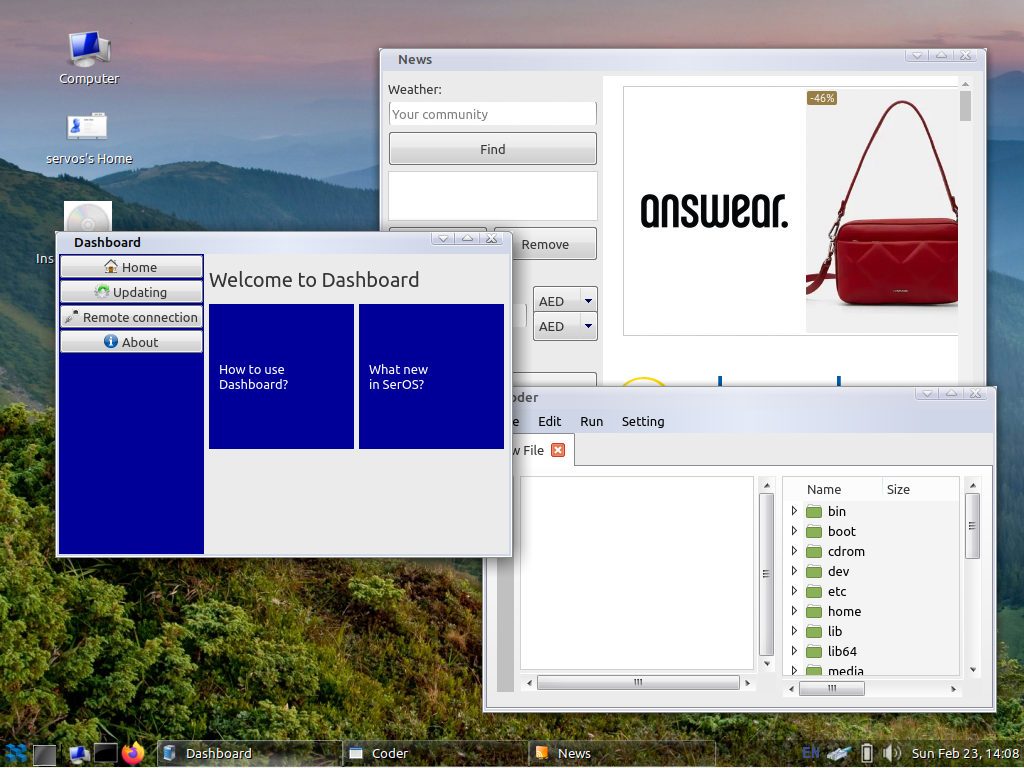 Computer
servos's Home
Ins
News
Weather:
Your community
Find
Remove
AED
AED
-46%
answear.
Dashboard
Home
Updating
Remote connection
About
Welcome to Dashboard
How to use
Dashboard?
What new
in SerOS?
oder
e Edit Run Setting
w File
Name Size
bin
boot
cdrom
dev
etc
home
lib
lib64
media
Dashboard
Coder
News
EN
Sun Feb 23, 14:08